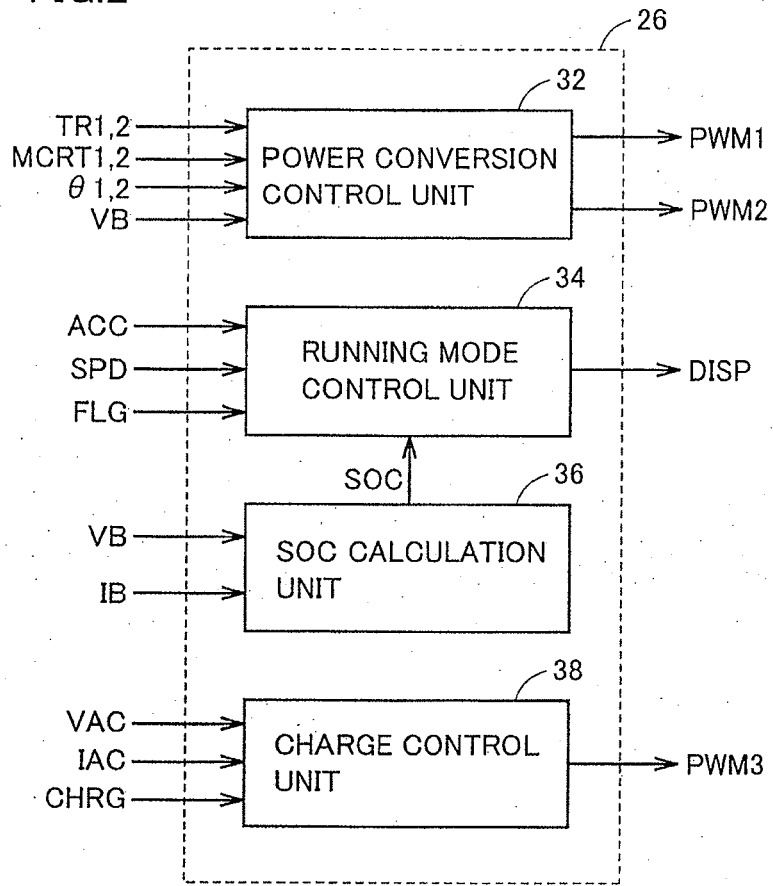 26
32
TR1,2
MCRT1,2
θ1,2
VB
POWER CONVERSION
CONTROL UNIT
PWM1
PWM2
34
ACC
SPD
FLG
RUNNING MODE
CONTROL UNIT
DISP
SOC
36
VB
IB
SOC CALCULATION
UNIT
38
VAC
IAC
CHRG
CHARGE CONTROL
UNIT
PWM3